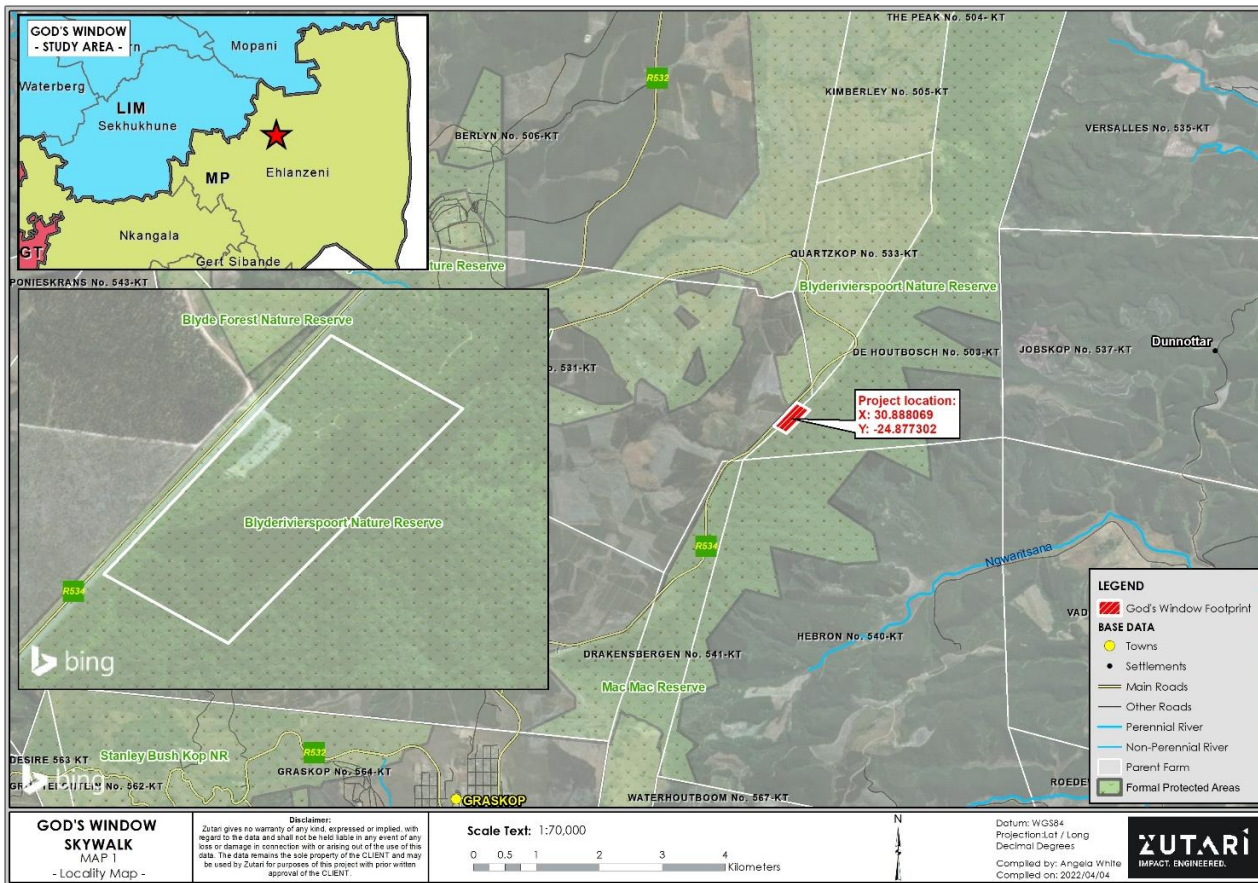 GOD'S WINDOW
- STUDY AREA -
Mopani
Waterberg
LIM
Sekhukhune
MP
Ehlanzeni
Nkangala
GT
Gert Sibande
THE PEAK No. 504- KT
R532
KIMBERLEY No. 505-KT
BERLYN No. 506-KT
VERSALLES No. 535-KT
QUARTZKOP No. 533-KT
ature Reserve
PONIESKRANS No. 543-KT
Blyderivierspoort Nature Reserve
Blyde Forest Nature Reserve
DE HOUTBOSCH No. 503-KT
JOBSKOP No. 537-KT
Dunnottar
o. 531-KT
Project location:
X: 30.888069
Y: -24.877302
Blyderivierspoort Nature Reserve
R534
R534
Ngwaritsana
bing
HEBRON No. 540-KT
VAD
DRAKENSBERGEN No. 541-KT
Mac Mac Reserve
Stanley Bush Kop NR
R532
DESIRE 563 KT
GRASKOP No. 564-KT
bing
No. 562-KT
GRASKOP
WATERHOUTBOOM No. 567-KT
ROEDEW
LEGEND
God's Window Footprint
BASE DATA
Towns
Settlements
Main Roads
Other Roads
Perennial River
Non-Perennial River
Parent Farm
Formal Protected Areas
GOD'S WINDOW
SKYWALK
MAP 1
- Locality Map -
Disclaimer:
Zutari gives no warranty of any kind, expressed or implied, with
regard to the data and shall not be held liable in any event of any
loss or damage in connection with or arising out of the use of this
data. The data remains the sole property of the CLIENT and may
be used by Zutari for purposes of this project with prior written
approval of the CLIENT.
Scale Text: 1:70,000
0 0.5 1 2 3 4
Kilometers
N
Datum: WGS84
Projection:Lat / Long
Decimal Degrees
Compiled by: Angela White
Compiled on: 2022/04/04
ZUTARI
IMPACT. ENGINEERED.